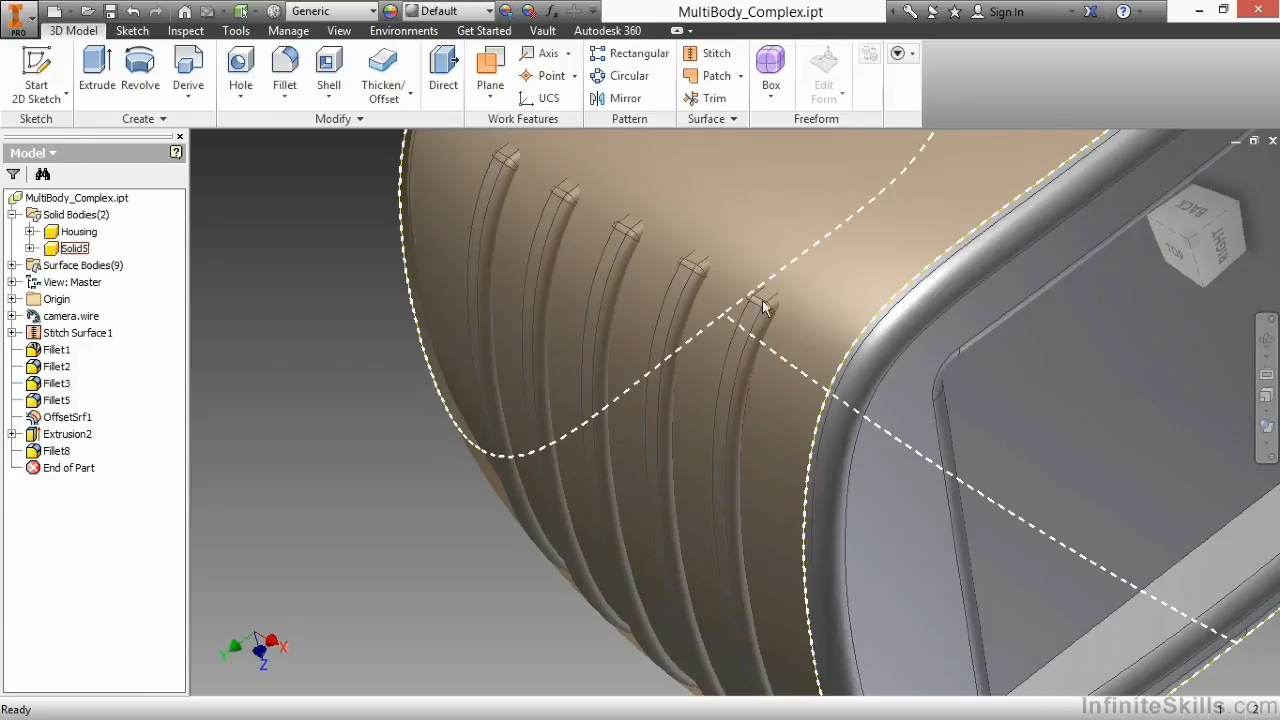 Generic
Default
MultiBody_Complex.ipt
Sign In
PRO
3D Model
Sketch
Inspect
Tools
Manage
View
Environments
Get Started
Vault
Autodesk 360
Start
2D Sketch
Extrude
Revolve
Derive
Hole
Fillet
Shell
Thicken/
Offset
Direct
Plane
Axis
Point
UCS
Rectangular
Circular
Mirror
Stitch
Patch
Trim
Box
Edit
Form
Sketch
Create
Modify
Work Features
Pattern
Surface
Freeform
Model
MultiBody_Complex.ipt
Solid Bodies(2)
Housing
Solid5
Surface Bodies(9)
View: Master
Origin
camera.wire
Stitch Surface1
Fillet1
Fillet2
Fillet3
Fillet5
OffsetSrf1
Extrusion2
Fillet8
End of Part
BACK
RIGHT
X
Y
Z
Ready
1
2
InfiniteSkills.com